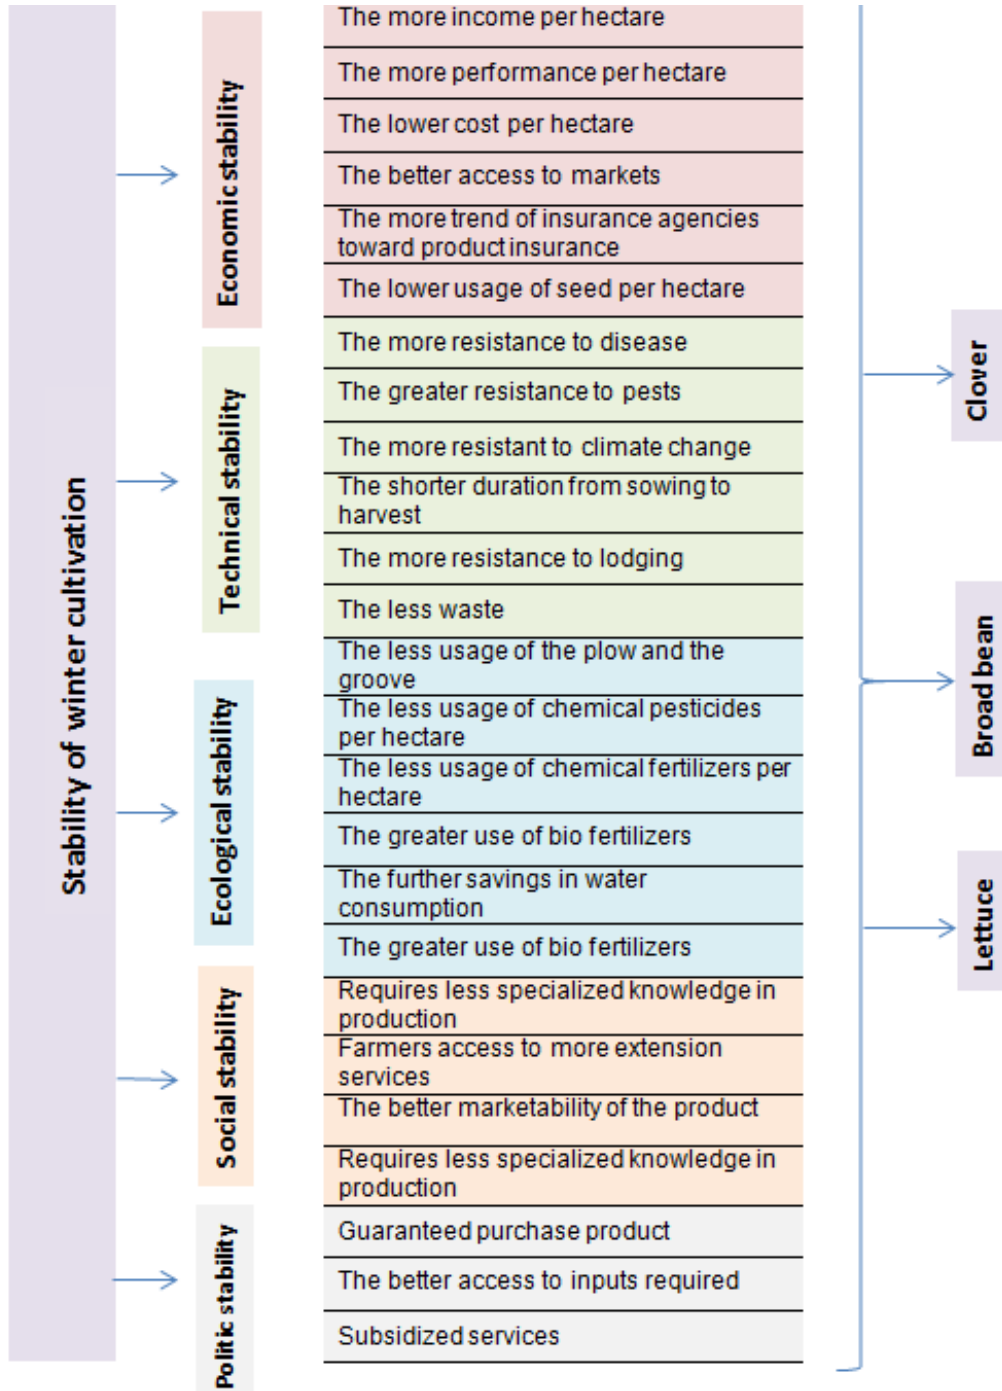 Stability of winter cultivation
Economic stability
The more income per hectare
The more performance per hectare
The lower cost per hectare
The better access to markets
The more trend of insurance agencies
toward product insurance
The lower usage of seed per hectare
Technical stability
The more resistance to disease
The greater resistance to pests
The more resistant to climate change
The shorter duration from sowing to
harvest
The more resistance to lodging
The less waste
Ecological stability
The less usage of the plow and the
groove
The less usage of chemical pesticides
per hectare
The less usage of chemical fertilizers per
hectare
The greater use of bio fertilizers
The further savings in water
consumption
The greater use of bio fertilizers
Social stability
Requires less specialized knowledge in
production
Farmers access to more extension
services
The better marketability of the product
Requires less specialized knowledge in
production
Politic stability
Guaranteed purchase product
The better access to inputs required
Subsidized services
Clover
Broad bean
Lettuce